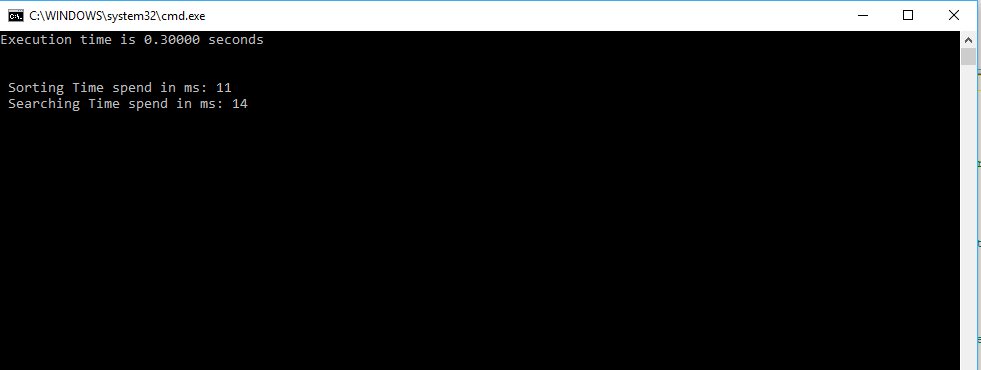 C:\WINDOWS\system32\cmd.exe
Execution time is 0.30000 seconds
Sorting Time spend in ms: 11
Searching Time spend in ms: 14